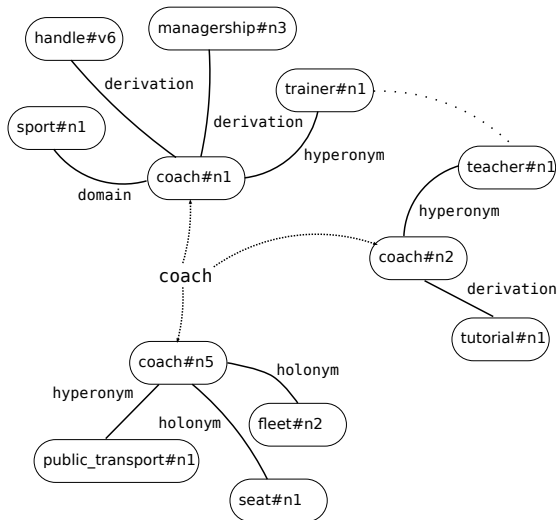 handle#v6
managership#n3
derivation
trainer#n1
sport#n1
derivation
hyperonym
teacher#n1
domain
coach#n1
hyperonym
coach#n2
coach
derivation
tutorial#n1
coach#n5
holonym
hyperonym
holonym
fleet#n2
public_transport#n1
seat#n1